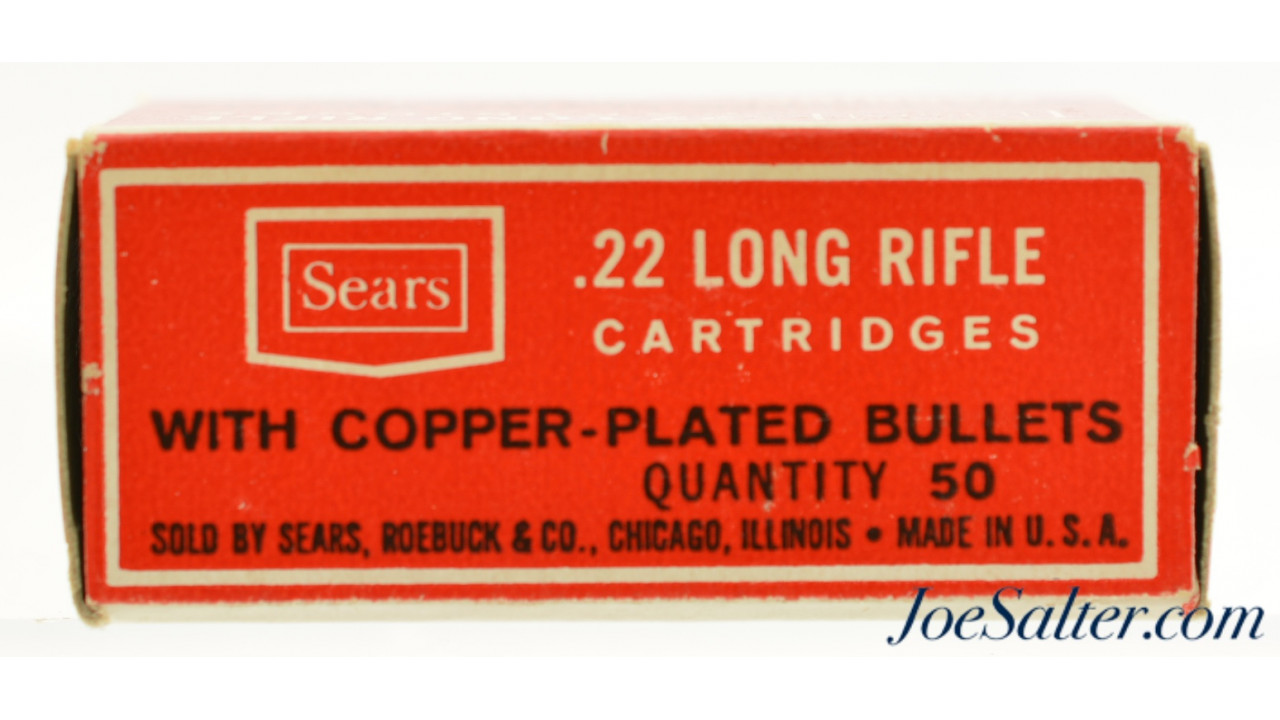 Sears
.22 LONG RIFLE
CARTRIDGES
WITH COPPER-PLATED BULLETS
QUANTITY 50
SOLD BY SEARS, ROEBUCK & CO., CHICAGO, ILLINOIS • MADE IN U.S.A.
JoeSalter.com